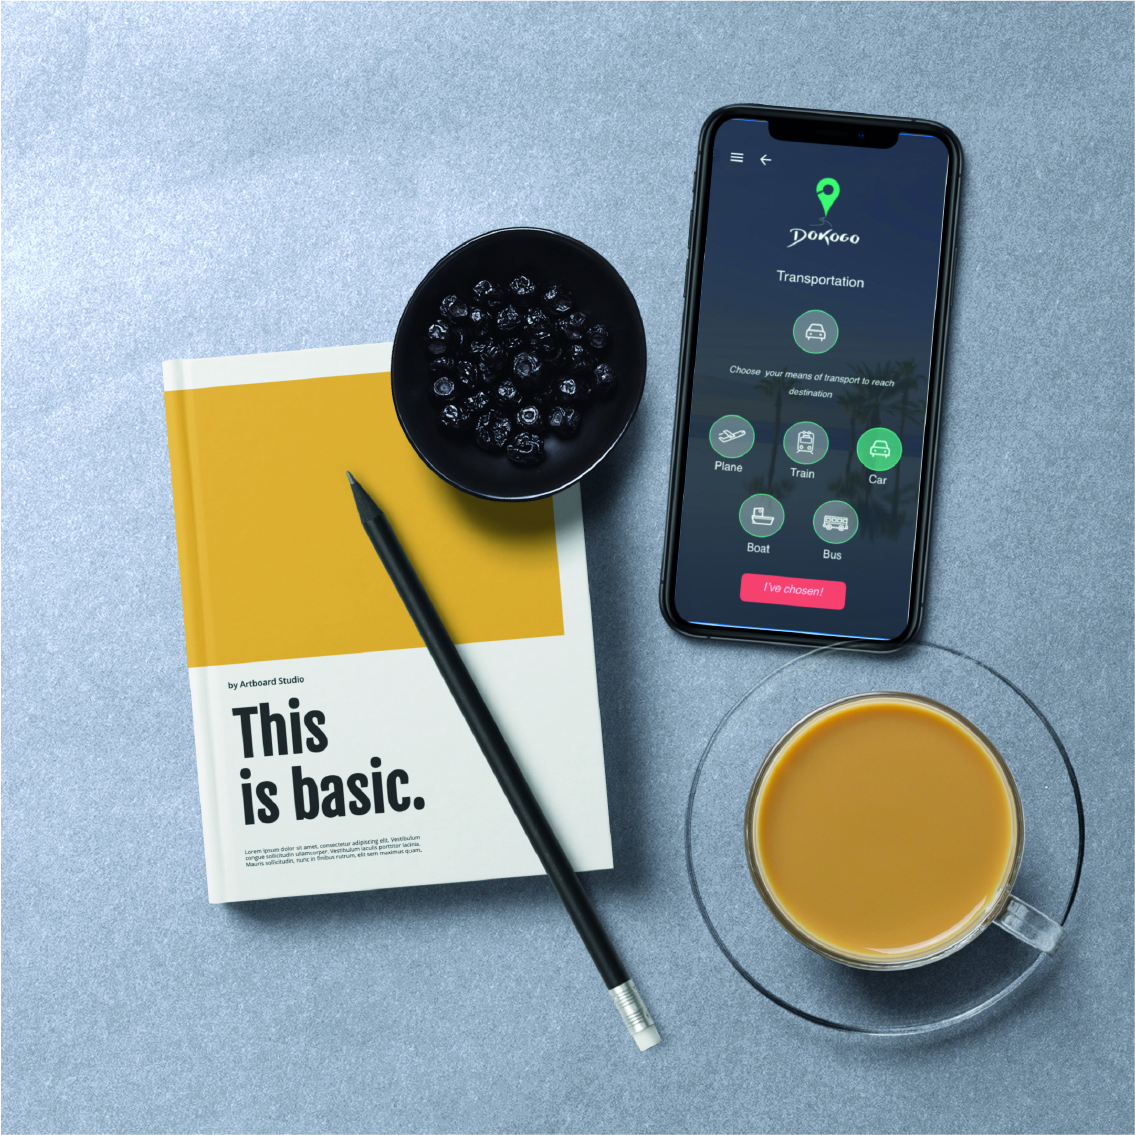 by Artboard Studio
This
is basic.
Lorem ipsum dolor sit amet, consectetur adipiscing elit. Vestibulum
congue sollicitudin ullamcorper. Vestibulum iaculis porttitor lacinia.
Mauris sollicitudin, nunc in finibus rutrum, elit sem maximus quam,
DOKOGO
Transportation
Choose your means of transport to reach
destination
Plane
Train
Car
Boat
Bus
I've chosen!